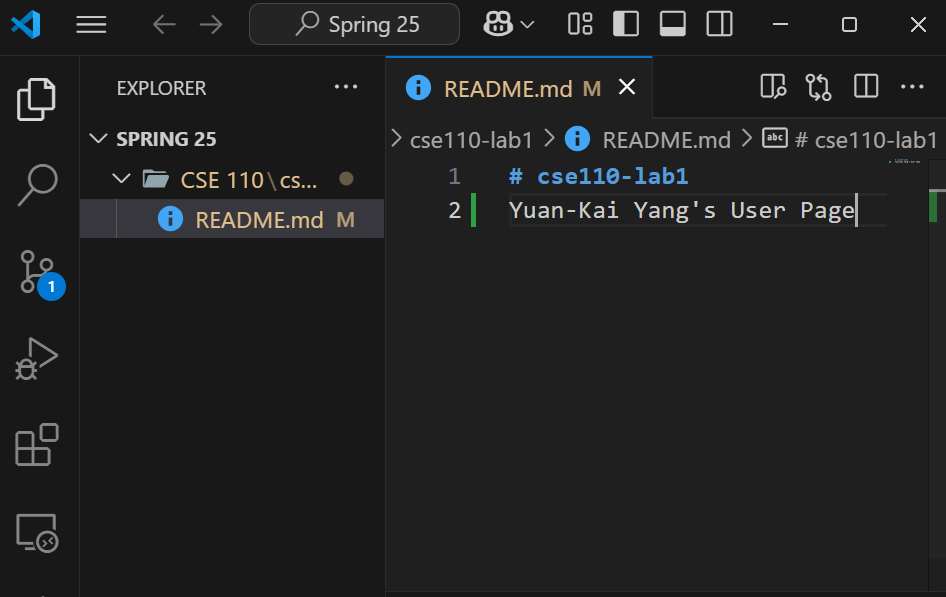 Spring 25
EXPLORER
SPRING 25
CSE 110\cs...
README.md M
1
README.md M
cse110-lab1 > README.md > abc # cse110-lab1
1 # cse110-lab1
2 Yuan-Kai Yang's User Page